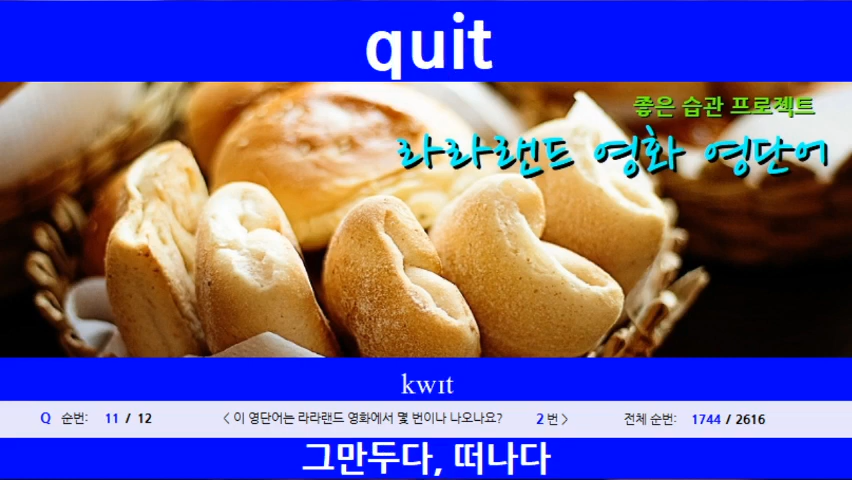 quit
좋은 습관 프로젝트
라라랜드 영화 영단어
kwɪt
Q 순번: 11 / 12 < 이 영단어는 라라랜드 영화에서 몇 번이나 나오나요? 2 번 > 전체 순번: 1744 / 2616
그만두다, 떠나다